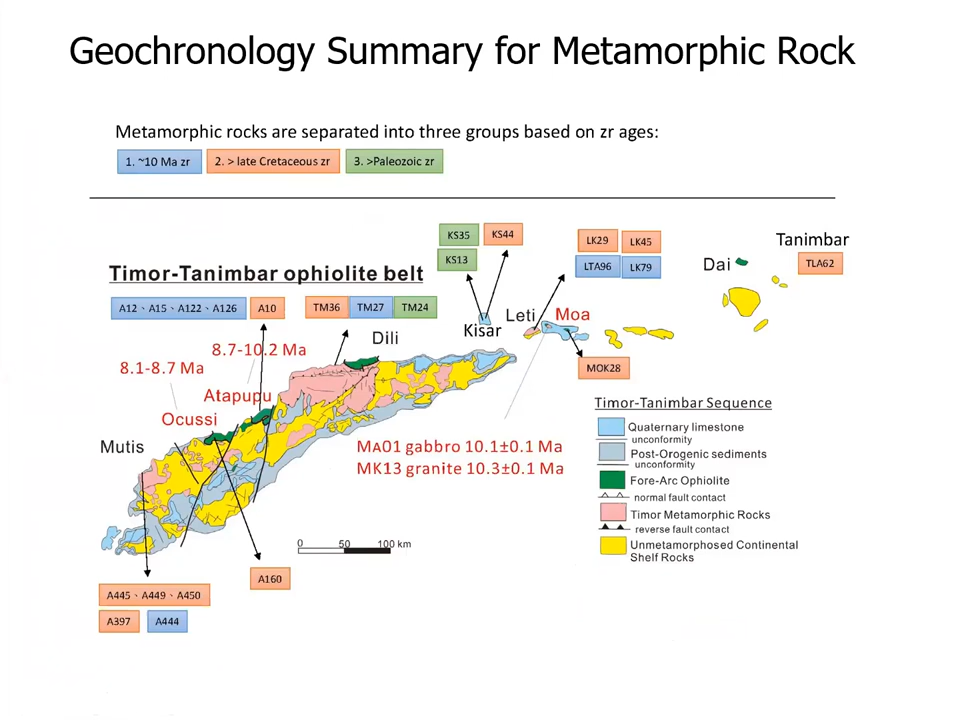 Geochronology Summary for Metamorphic Rock
Metamorphic rocks are separated into three groups based on zr ages:
1. ~10 Ma zr
2. > late Cretaceous zr
3. >Paleozoic zr
KS35
KS44
KS13
LK29
LK45
LTA96
LK79
Tanimbar
TLA62
Dai
Timor-Tanimbar ophiolite belt
A12、A15、A122、A126
A10
TM36
TM27
TM24
Kisar
Leti
Moa
Dili
MOK28
8.7-10.2 Ma
8.1-8.7 Ma
Atapupu
Ocussi
Mutis
MA01 gabbro 10.1±0.1 Ma
MK13 granite 10.3±0.1 Ma
Timor-Tanimbar Sequence
Quaternary limestone
unconformity
Post-Orogenic sediments
unconformity
Fore-Arc Ophiolite
normal fault contact
Timor Metamorphic Rocks
reverse fault contact
Unmetamorphosed Continental
Shelf Rocks
0 50 100 km
A160
A445、A449、A450
A397
A444